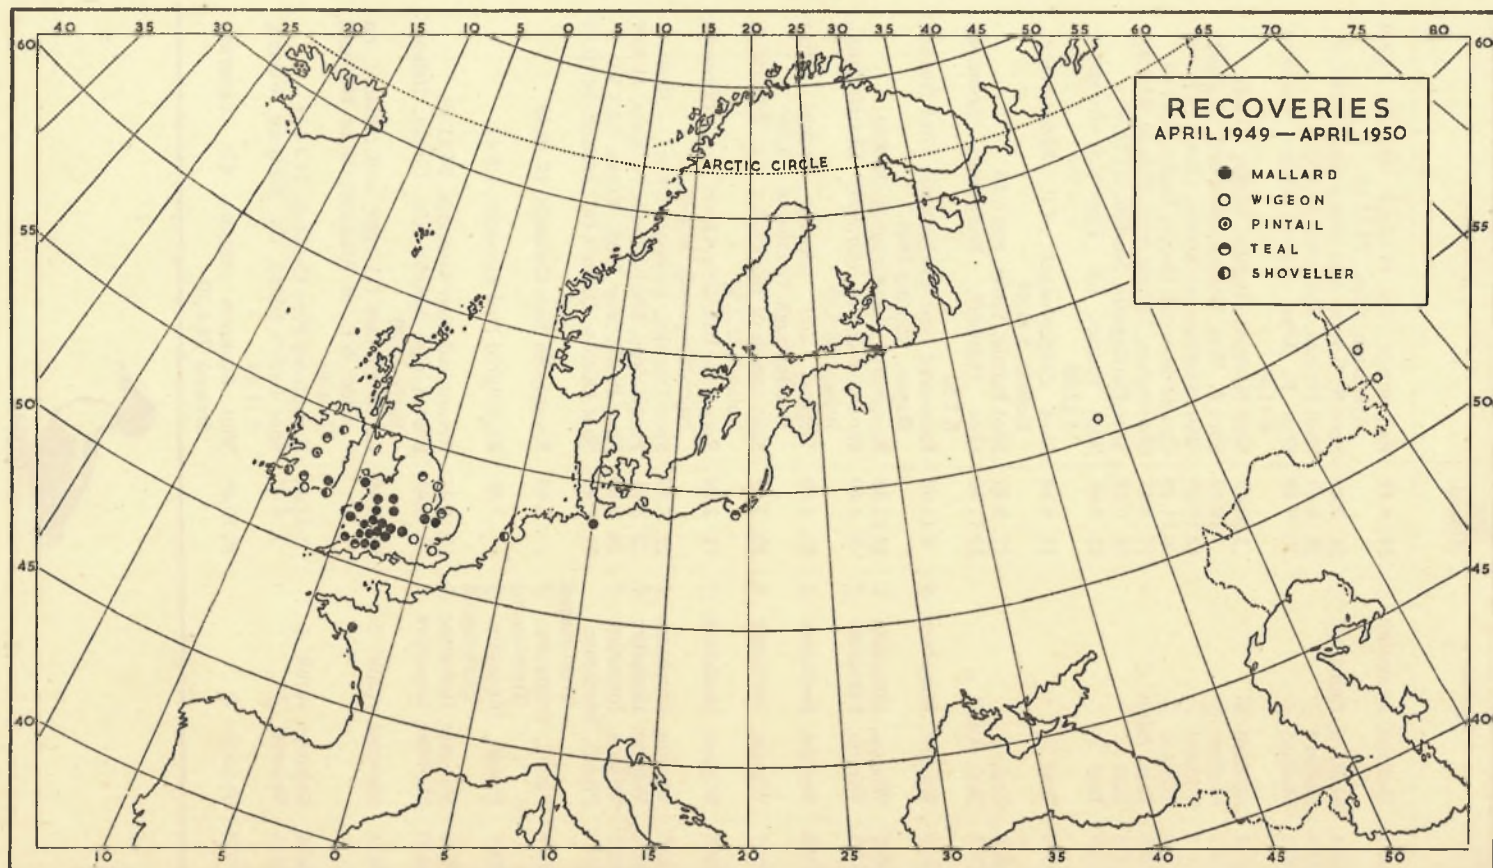 40 35 30 25 20 15 10 5 0 5 10 15 20 25 30 35 40 45 50 55 60 65 70 75 80
60 60
RECOVERIES
APRIL 1949 — APRIL 1950
ARCTIC CIRCLE
MALLARD
WIGEON
PINTAIL
TEAL
SHOVELLER
55 55
50 50
45 45
40 40
10 5 0 5 10 15 20 25 30 35 40 45 50